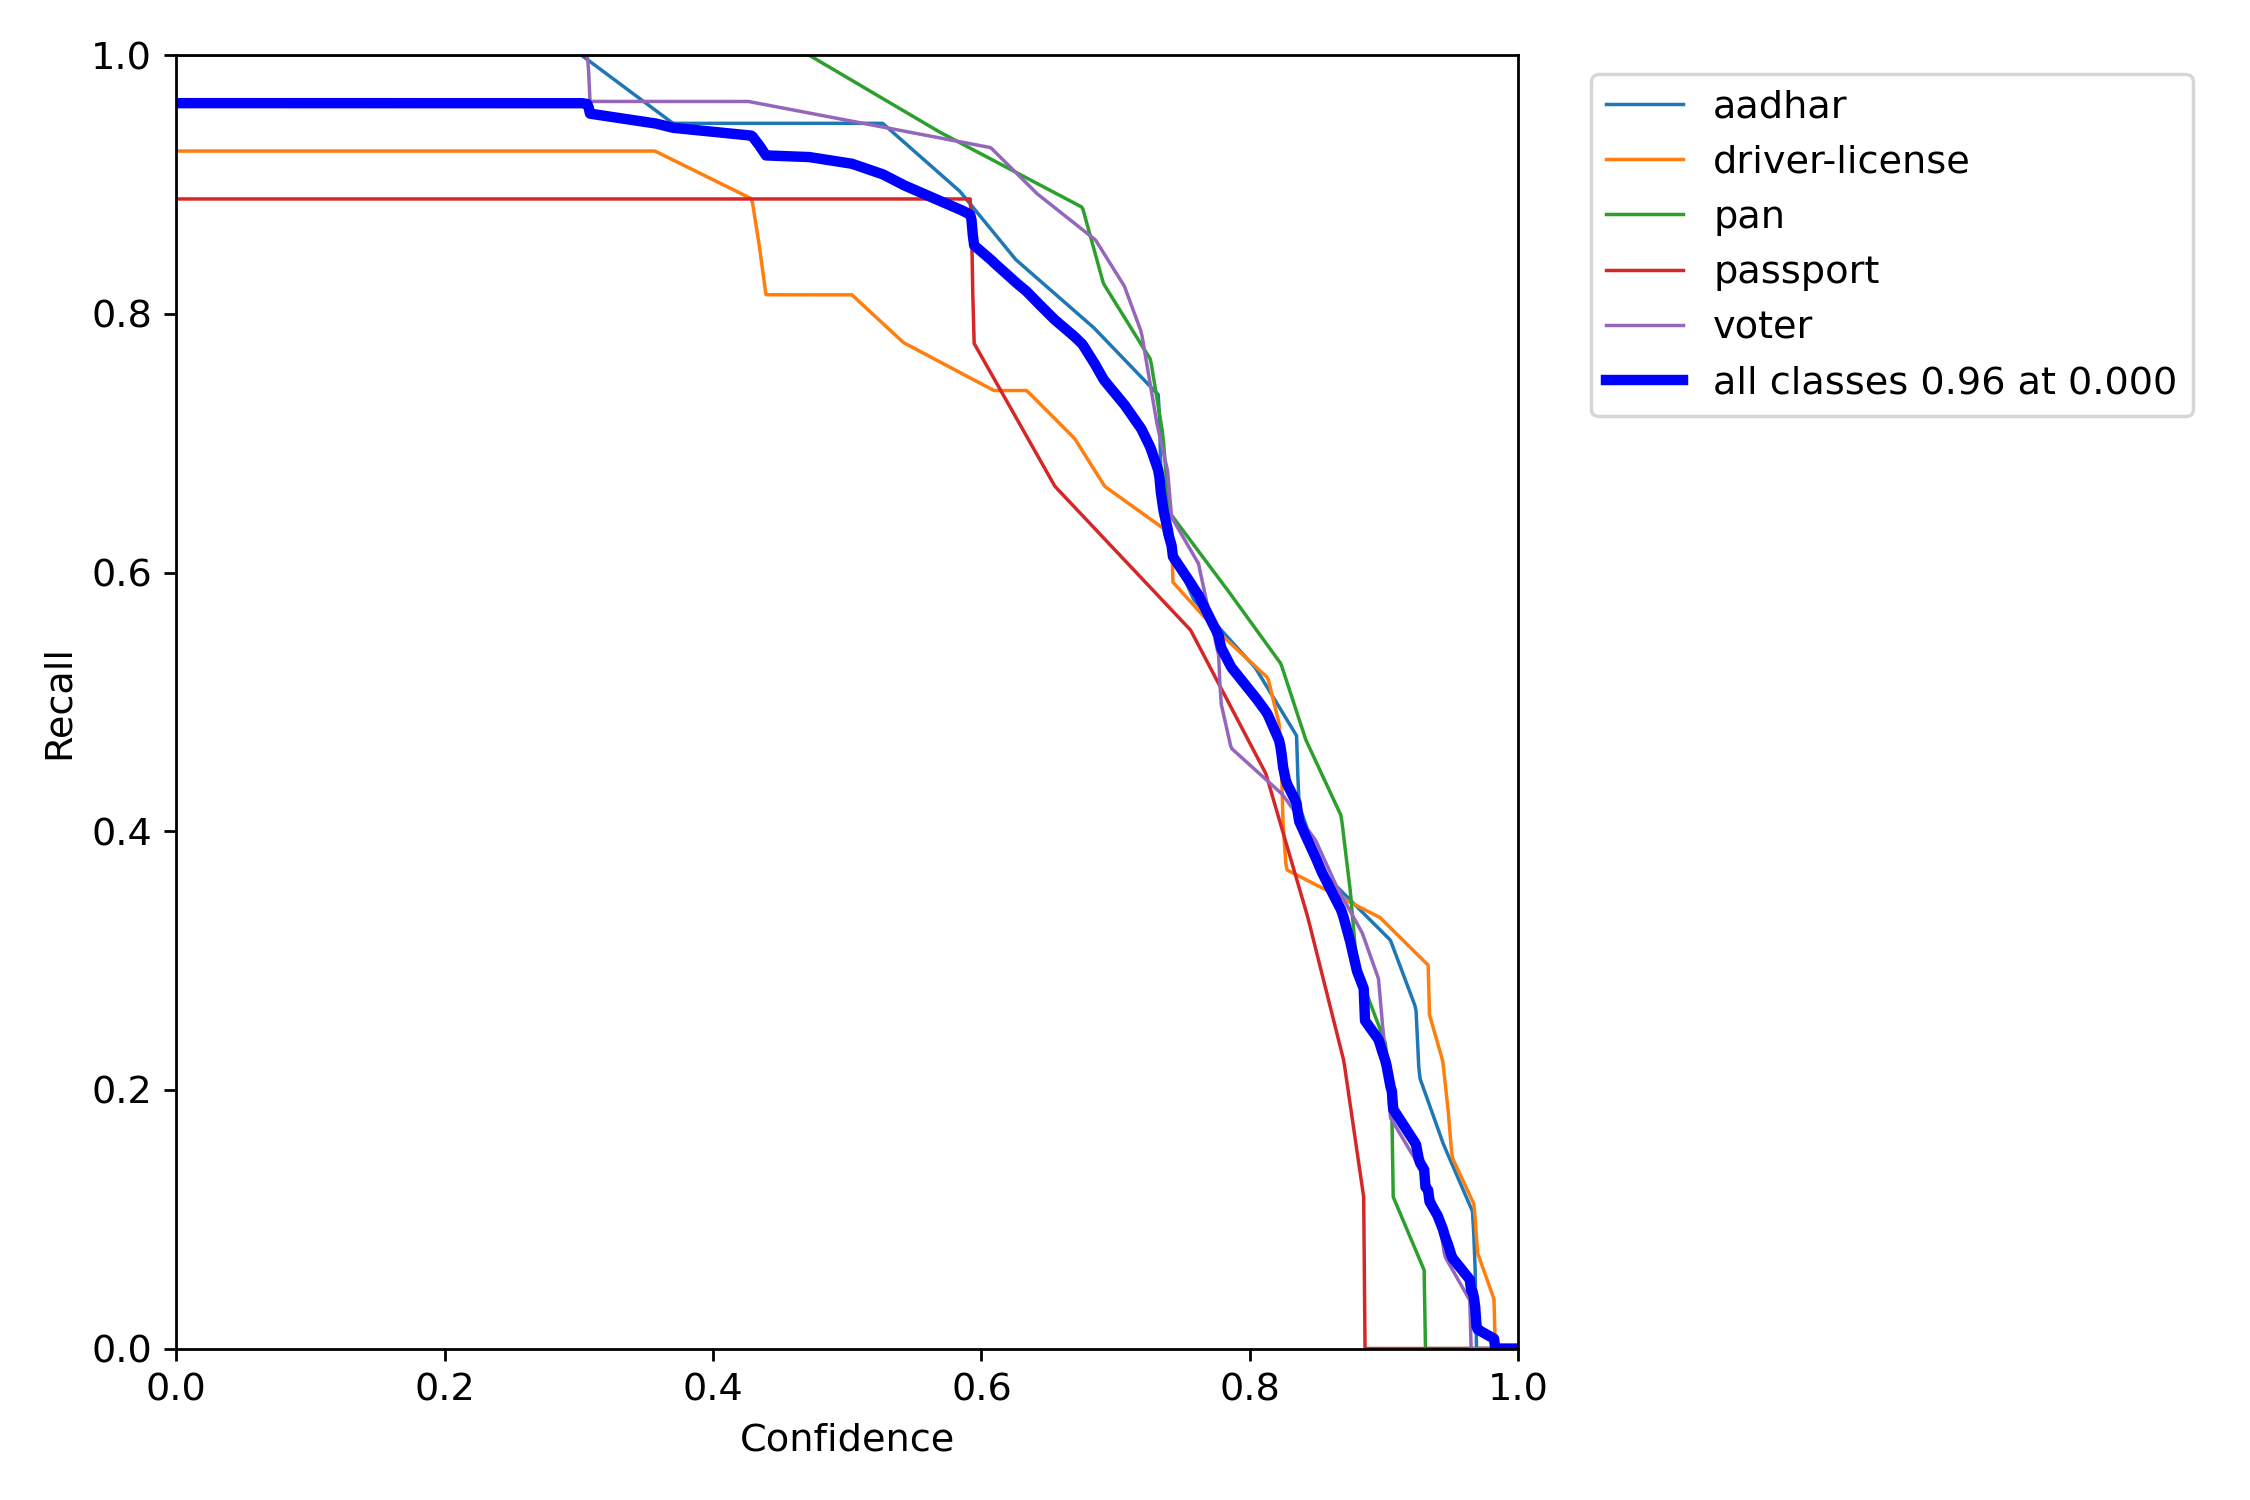 1.0
0.8
0.6
0.4
0.2
0.0
Recall
0.0 0.2 0.4 0.6 0.8 1.0
Confidence
aadhar
driver-license
pan
passport
voter
all classes 0.96 at 0.000